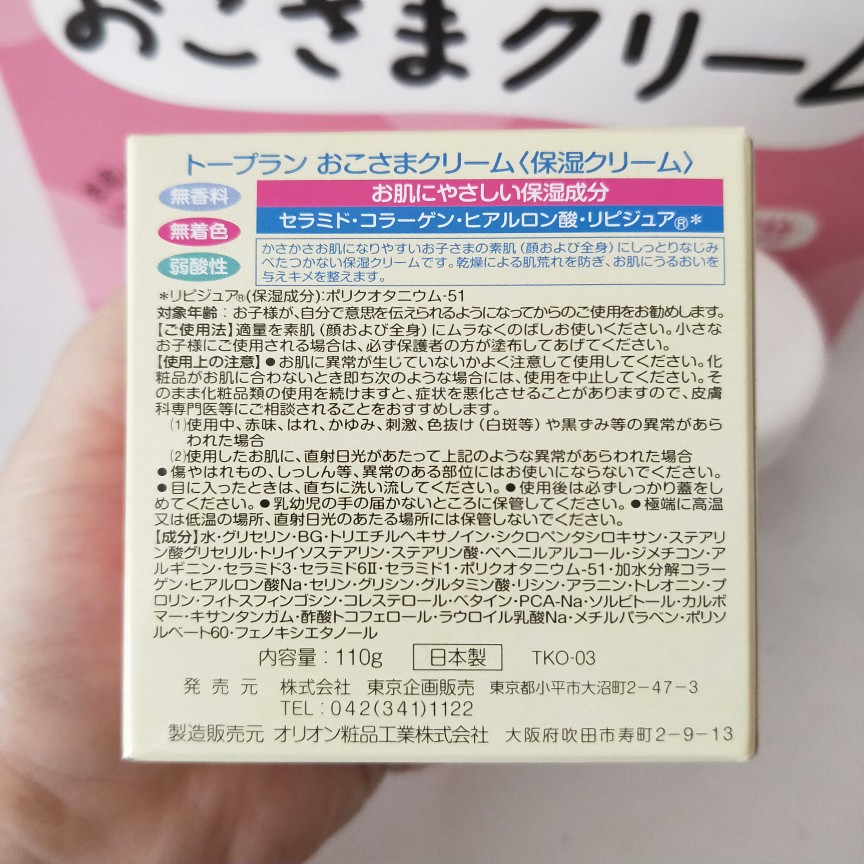 おこさまクリーム
トープラン おこさまクリーム〈保湿クリーム〉
無香料
お肌にやさしい保湿成分
無着色
セラミド・コラーゲン・ヒアルロン酸・リピジュア®*
弱酸性
かさかさお肌になりやすいお子さまの素肌(顔および全身)にしっとりなじみ
べたつかない保湿クリームです。乾燥による肌荒れを防ぎ、お肌にうるおいを
与えキメを整えます。
*リピジュア®(保湿成分):ポリクオタニウム-51
対象年齢:お子様が、自分で意思を伝えられるようになってからのご使用をお勧めします。
【ご使用法】適量を素肌(顔および全身)にムラなくのばしお使いください。小さな
お子様にご使用される場合は、必ず保護者の方が塗布してあげてください。
【使用上の注意】●お肌に異常が生じていないかよく注意して使用してください。化
粧品がお肌に合わないとき即ち次のような場合には、使用を中止してください。そ
のまま化粧品類の使用を続けますと、症状を悪化させることがありますので、皮膚
科専門医等にご相談されることをおすすめします。
(1)使用中、赤味、はれ、かゆみ、刺激、色抜け(白斑等)や黒ずみ等の異常があら
われた場合
(2)使用したお肌に、直射日光があたって上記のような異常があらわれた場合
●傷やはれもの、しっしん等、異常のある部位にはお使いにならないでください。
●目に入ったときは、直ちに洗い流してください。●使用後は必ずしっかり蓋をし
めてください。●乳幼児の手の届かないところに保管してください。●極端に高温
又は低温の場所、直射日光のあたる場所には保管しないでください。
【成分】水・グリセリン・BG・トリエチルヘキサノイン・シクロペンタシロキサン・ステアリ
ン酸グリセリル・トリイソステアリン・ステアリン酸・ベヘニルアルコール・ジメチコン・ア
ルギニン・セラミド3・セラミド6Ⅱ・セラミド1・ポリクオタニウム-51・加水分解コラー
ゲン・ヒアルロン酸Na・セリン・グリシン・グルタミン酸・リシン・アラニン・トレオニン・プ
ロリン・フィトスフィンゴシン・コレステロール・ベタイン・PCA-Na・ソルビトール・カルボ
マー・キサンタンガム・酢酸トコフェロール・ラウロイル乳酸Na・メチルパラベン・ポリソ
ルベート60・フェノキシエタノール
内容量:110g 日本製 TKO-03
発売元 株式会社 東京企画販売 東京都小平市大沼町2-47-3
TEL:042(341)1122
製造販売元 オリオン粧品工業株式会社 大阪府吹田市寿町2-9-13